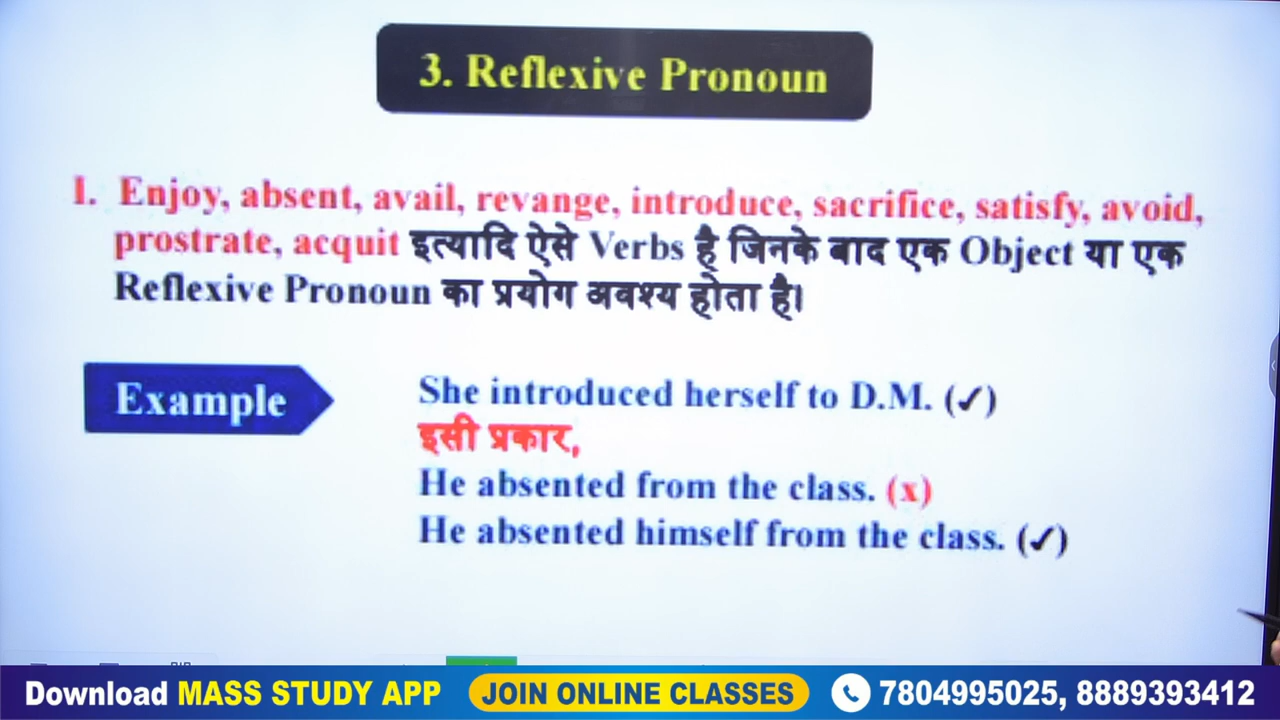 3. Reflexive Pronoun
I. Enjoy, absent, avail, revange, introduce, sacrifice, satisfy, avoid,
prostrate, acquit इत्यादि ऐसे Verbs है जिनके बाद एक Object या एक
Reflexive Pronoun का प्रयोग अवश्य होता है।
Example
She introduced herself to D.M. (✓)
इसी प्रकार,
He absented from the class. (x)
He absented himself from the class. (✓)
Download MASS STUDY APP JOIN ONLINE CLASSES 7804995025, 8889393412